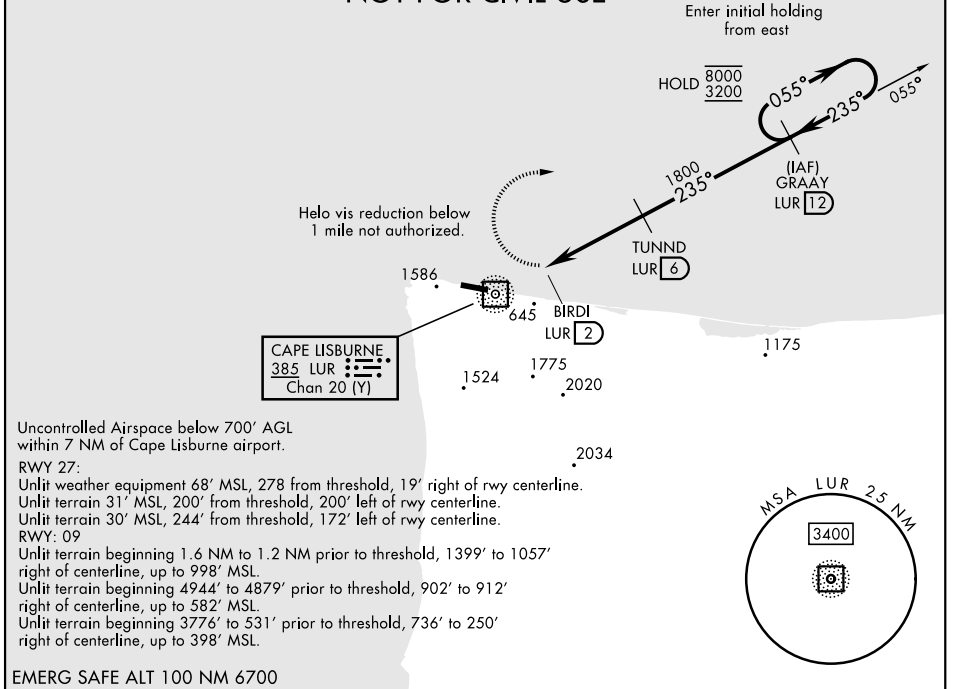 NOT FOR CIVIL USE
Enter initial holding
from east
HOLD 8000
3200
055°
235°
055°
1800
235°
(IAF)
GRAAY
LUR 12
Helo vis reduction below
1 mile not authorized.
TUNND
LUR 6
1586
645
BIRDI
LUR 2
CAPE LISBURNE
385 LUR
Chan 20 (Y)
1175
1524
1775
2020
2034
Uncontrolled Airspace below 700' AGL
within 7 NM of Cape Lisburne airport.
RWY 27:
Unlit weather equipment 68' MSL, 278 from threshold, 19' right of rwy centerline.
Unlit terrain 31' MSL, 200' from threshold, 200' left of rwy centerline.
Unlit terrain 30' MSL, 244' from threshold, 172' left of rwy centerline.
RWY: 09
Unlit terrain beginning 1.6 NM to 1.2 NM prior to threshold, 1399' to 1057'
right of centerline, up to 998' MSL.
Unlit terrain beginning 4944' to 4879' prior to threshold, 902' to 912'
right of centerline, up to 582' MSL.
Unlit terrain beginning 3776' to 531' prior to threshold, 736' to 250'
right of centerline, up to 398' MSL.
MSA LUR 25 NM
3400
EMERG SAFE ALT 100 NM 6700